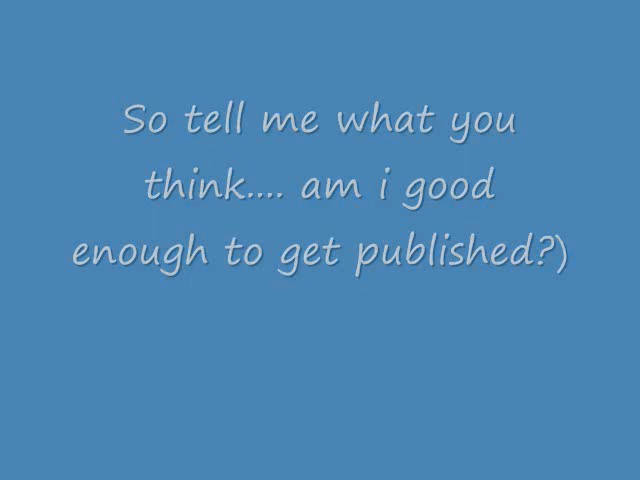 So tell me what you
think.... am i good
enough to get published?)